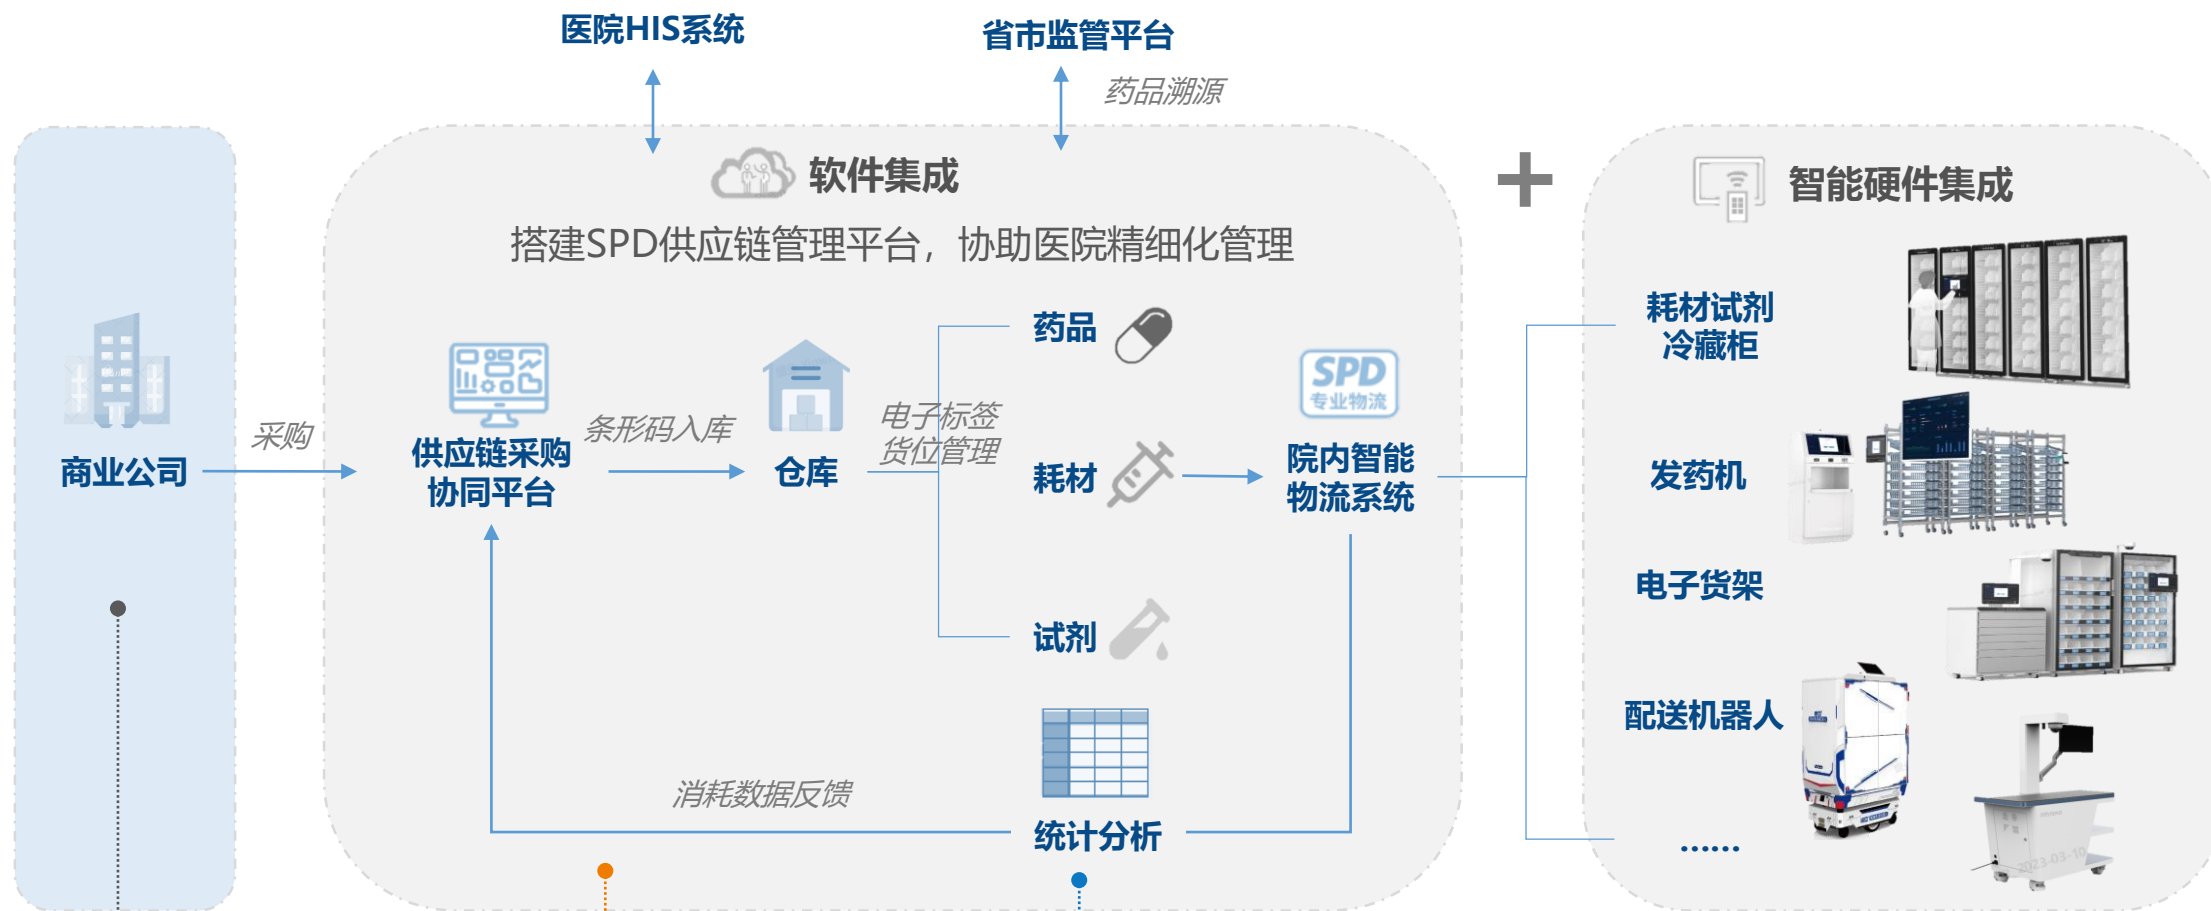 医院HIS系统
省市监管平台
药品溯源
软件集成
搭建SPD供应链管理平台，协助医院精细化管理
智能硬件集成
商业公司
采购
供应链采购
协同平台
条形码入库
仓库
电子标签
货位管理
药品
耗材
试剂
SPD
专业物流
院内智能
物流系统
统计分析
消耗数据反馈
耗材试剂
冷藏柜
发药机
电子货架
配送机器人
……
2023-03-10